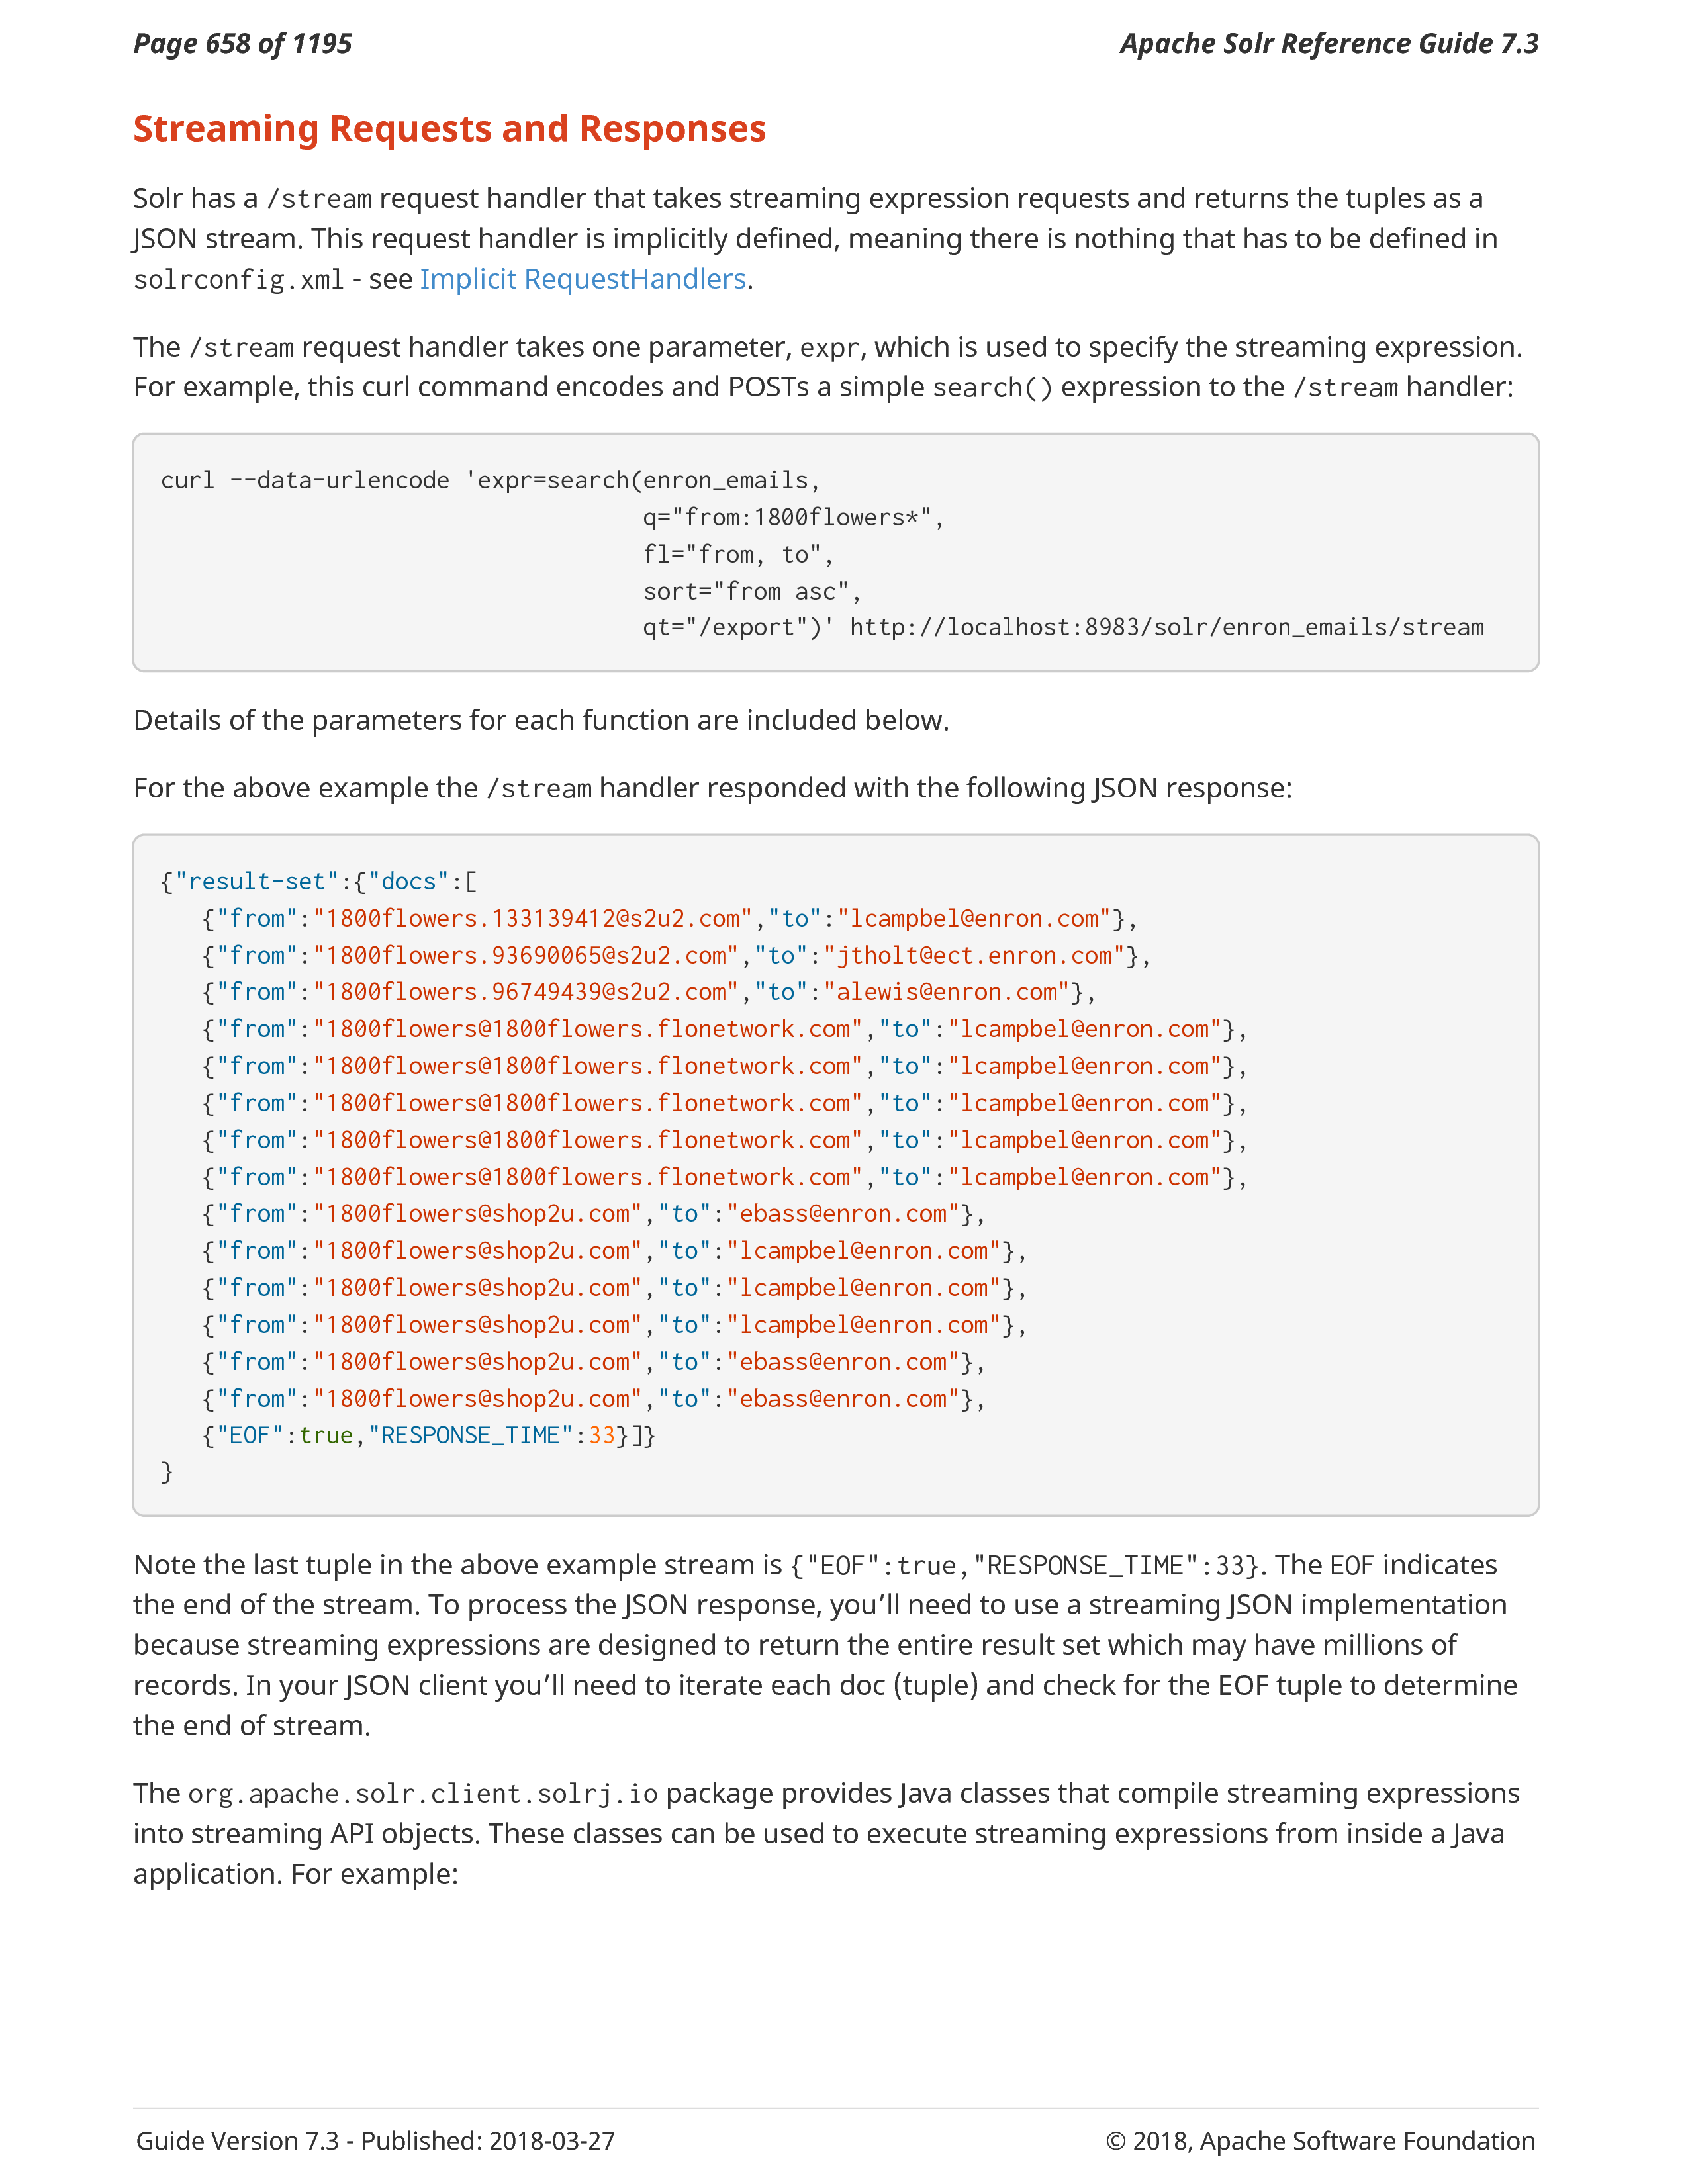 Page 658 of 1195
Apache Solr Reference Guide 7.3
Streaming Requests and Responses
Solr has a /stream request handler that takes streaming expression requests and returns the tuples as a
JSON stream. This request handler is implicitly defined, meaning there is nothing that has to be defined in
solrconfig.xml - see Implicit RequestHandlers.
The /stream request handler takes one parameter, expr, which is used to specify the streaming expression.
For example, this curl command encodes and POSTs a simple search() expression to the /stream handler:
curl --data-urlencode 'expr=search(enron_emails,
q="from:1800flowers*",
fl="from, to",
sort="from asc",
qt="/export")' http://localhost:8983/solr/enron_emails/stream
Details of the parameters for each function are included below.
For the above example the /stream handler responded with the following JSON response:
{"result-set":{"docs":[
{"from":"1800flowers.133139412@s2u2.com","to":"lcampbel@enron.com"},
{"from":"1800flowers.93690065@s2u2.com","to":"jtholt@ect.enron.com"},
{"from":"1800flowers.96749439@s2u2.com","to":"alewis@enron.com"},
{"from":"1800flowers@1800flowers.flonetwork.com","to":"lcampbel@enron.com"},
{"from":"1800flowers@1800flowers.flonetwork.com","to":"lcampbel@enron.com"},
{"from":"1800flowers@1800flowers.flonetwork.com","to":"lcampbel@enron.com"},
{"from":"1800flowers@1800flowers.flonetwork.com","to":"lcampbel@enron.com"},
{"from":"1800flowers@1800flowers.flonetwork.com","to":"lcampbel@enron.com"},
{"from":"1800flowers@shop2u.com","to":"ebass@enron.com"},
{"from":"1800flowers@shop2u.com","to":"lcampbel@enron.com"},
{"from":"1800flowers@shop2u.com","to":"lcampbel@enron.com"},
{"from":"1800flowers@shop2u.com","to":"lcampbel@enron.com"},
{"from":"1800flowers@shop2u.com","to":"ebass@enron.com"},
{"from":"1800flowers@shop2u.com","to":"ebass@enron.com"},
{"EOF":true,"RESPONSE_TIME":33}]}
}
Note the last tuple in the above example stream is {"EOF":true,"RESPONSE_TIME":33}. The EOF indicates
the end of the stream. To process the JSON response, you’ll need to use a streaming JSON implementation
because streaming expressions are designed to return the entire result set which may have millions of
records. In your JSON client you’ll need to iterate each doc (tuple) and check for the EOF tuple to determine
the end of stream.
The org.apache.solr.client.solrj.io package provides Java classes that compile streaming expressions
into streaming API objects. These classes can be used to execute streaming expressions from inside a Java
application. For example:
Guide Version 7.3 - Published: 2018-03-27
© 2018, Apache Software Foundation